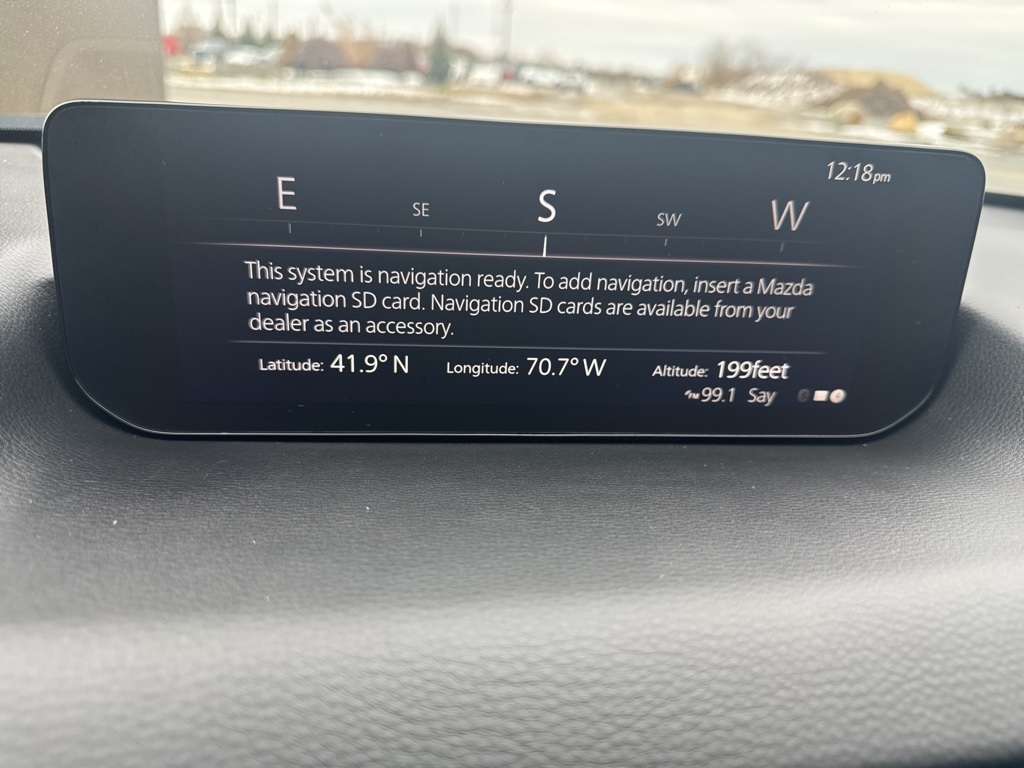 12:18pm
E SE S SW W
This system is navigation ready. To add navigation, insert a Mazda
navigation SD card. Navigation SD cards are available from your
dealer as an accessory.
Latitude: 41.9° N Longitude: 70.7° W Altitude: 199feet
FM 99.1 Say